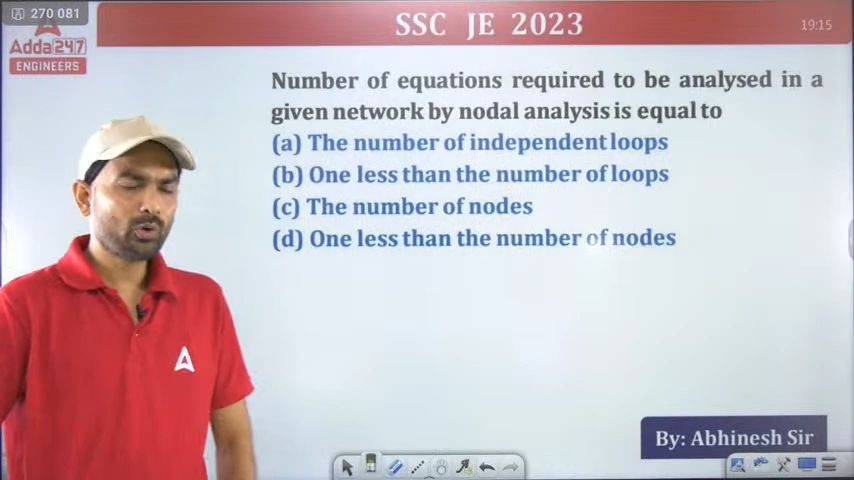 270 081
SSC JE 2023
19:15
Adda 247
ENGINEERS
Number of equations required to be analysed in a
given network by nodal analysis is equal to
(a) The number of independent loops
(b) One less than the number of loops
(c) The number of nodes
(d) One less than the number of nodes
By: Abhinesh Sir